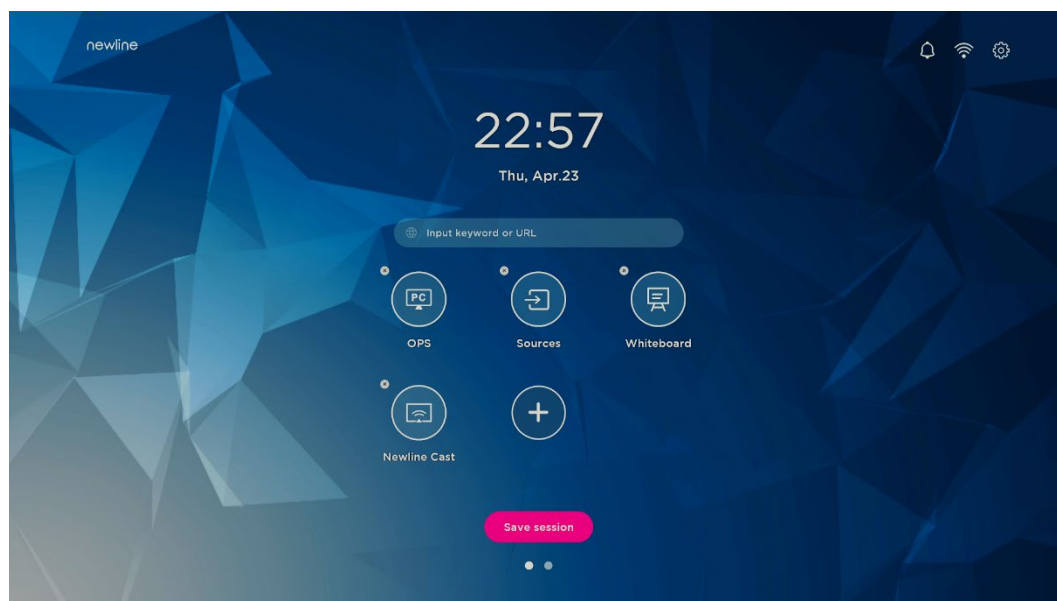 newline
22:57
Thu, Apr.23
Input keyword or URL
PC
OPS
Sources
Whiteboard
Newline Cast
Save session